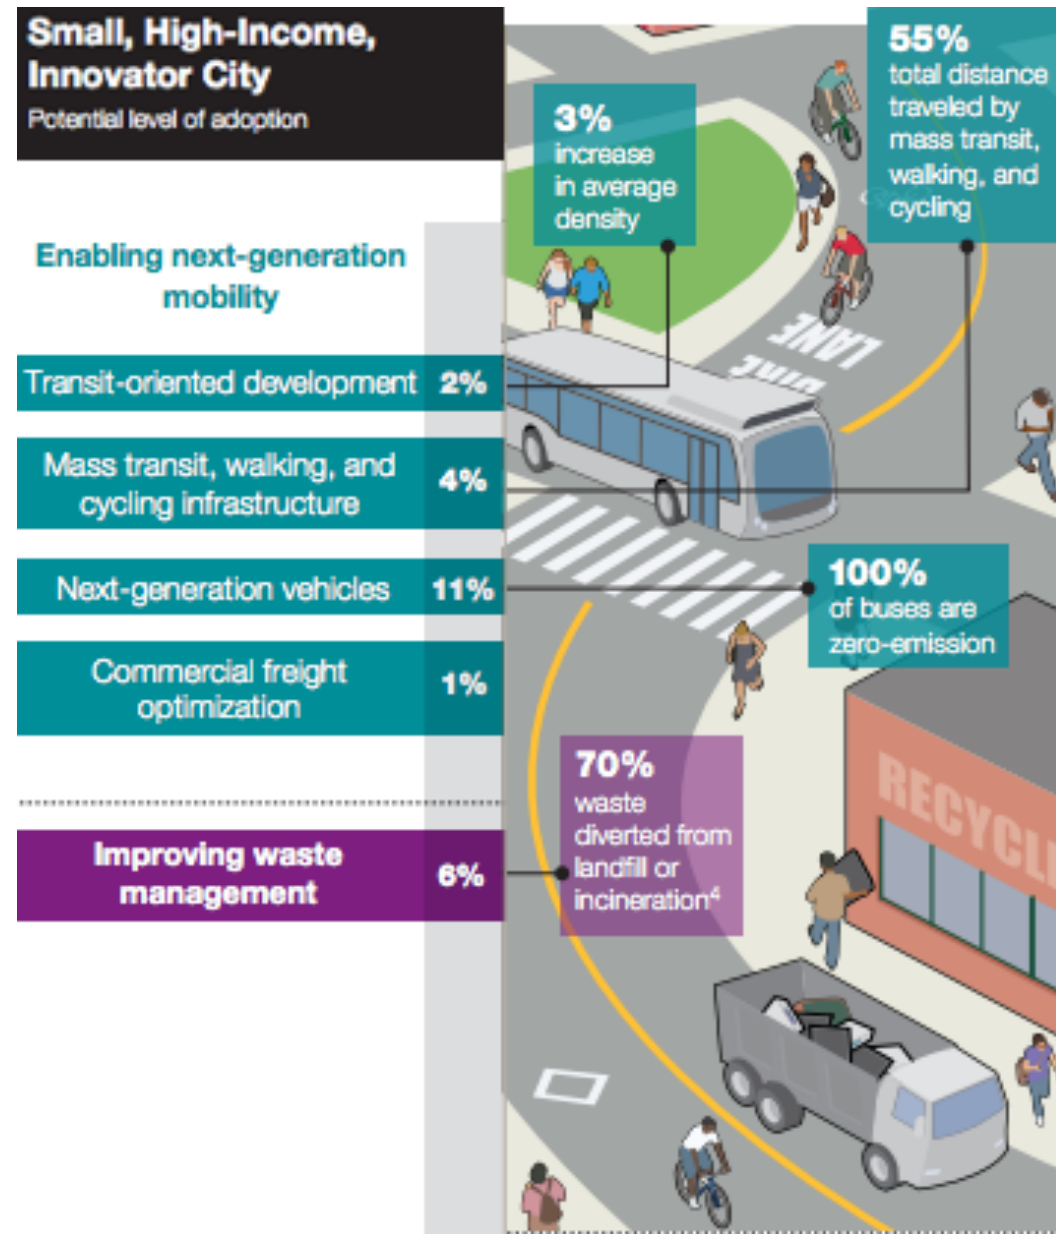 Small, High-Income,
Innovator City
Potential level of adoption
55%
total distance
traveled by
mass transit,
walking, and
cycling
3%
increase
in average
density
Enabling next-generation
mobility
Transit-oriented development 2%
LANE
BIKE
Mass transit, walking, and
cycling infrastructure
4%
Next-generation vehicles 11%
100%
of buses are
zero-emission
Commercial freight
optimization
1%
70%
waste
diverted from
landfill or
incineration⁴
RECYCLI
Improving waste
management
6%